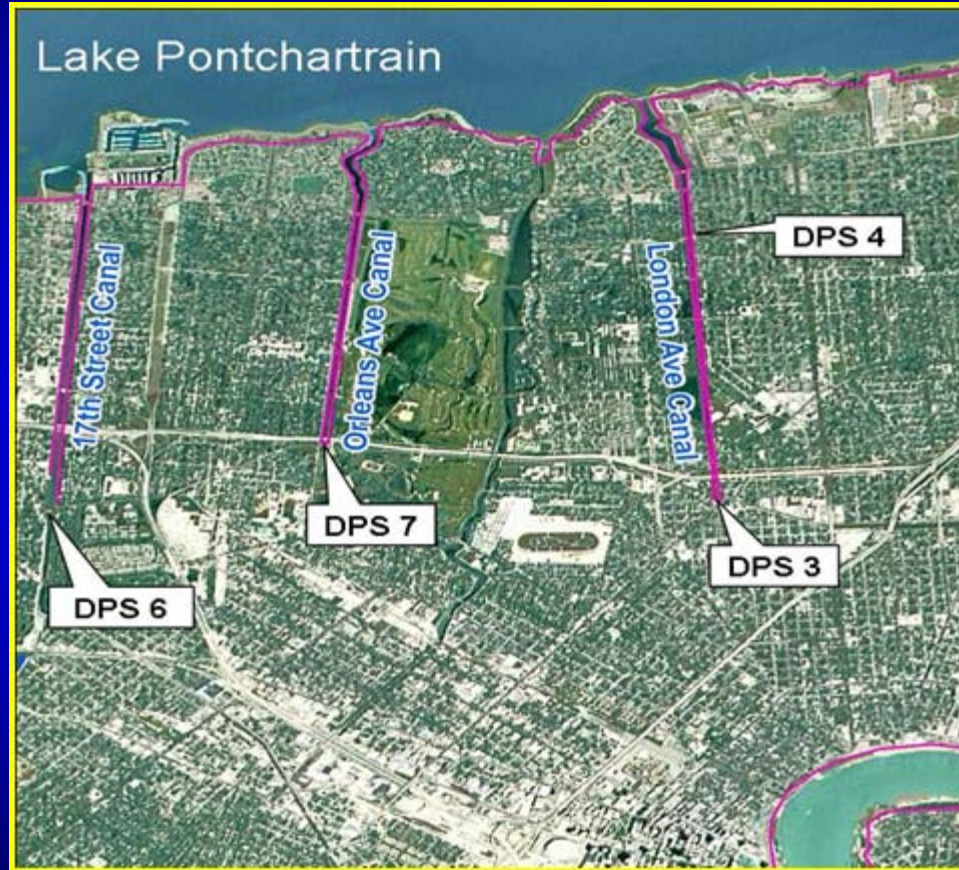 Lake Pontchartrain
17th Street Canal
Orleans Ave Canal
London Ave Canal
DPS 4
DPS 7
DPS 3
DPS 6